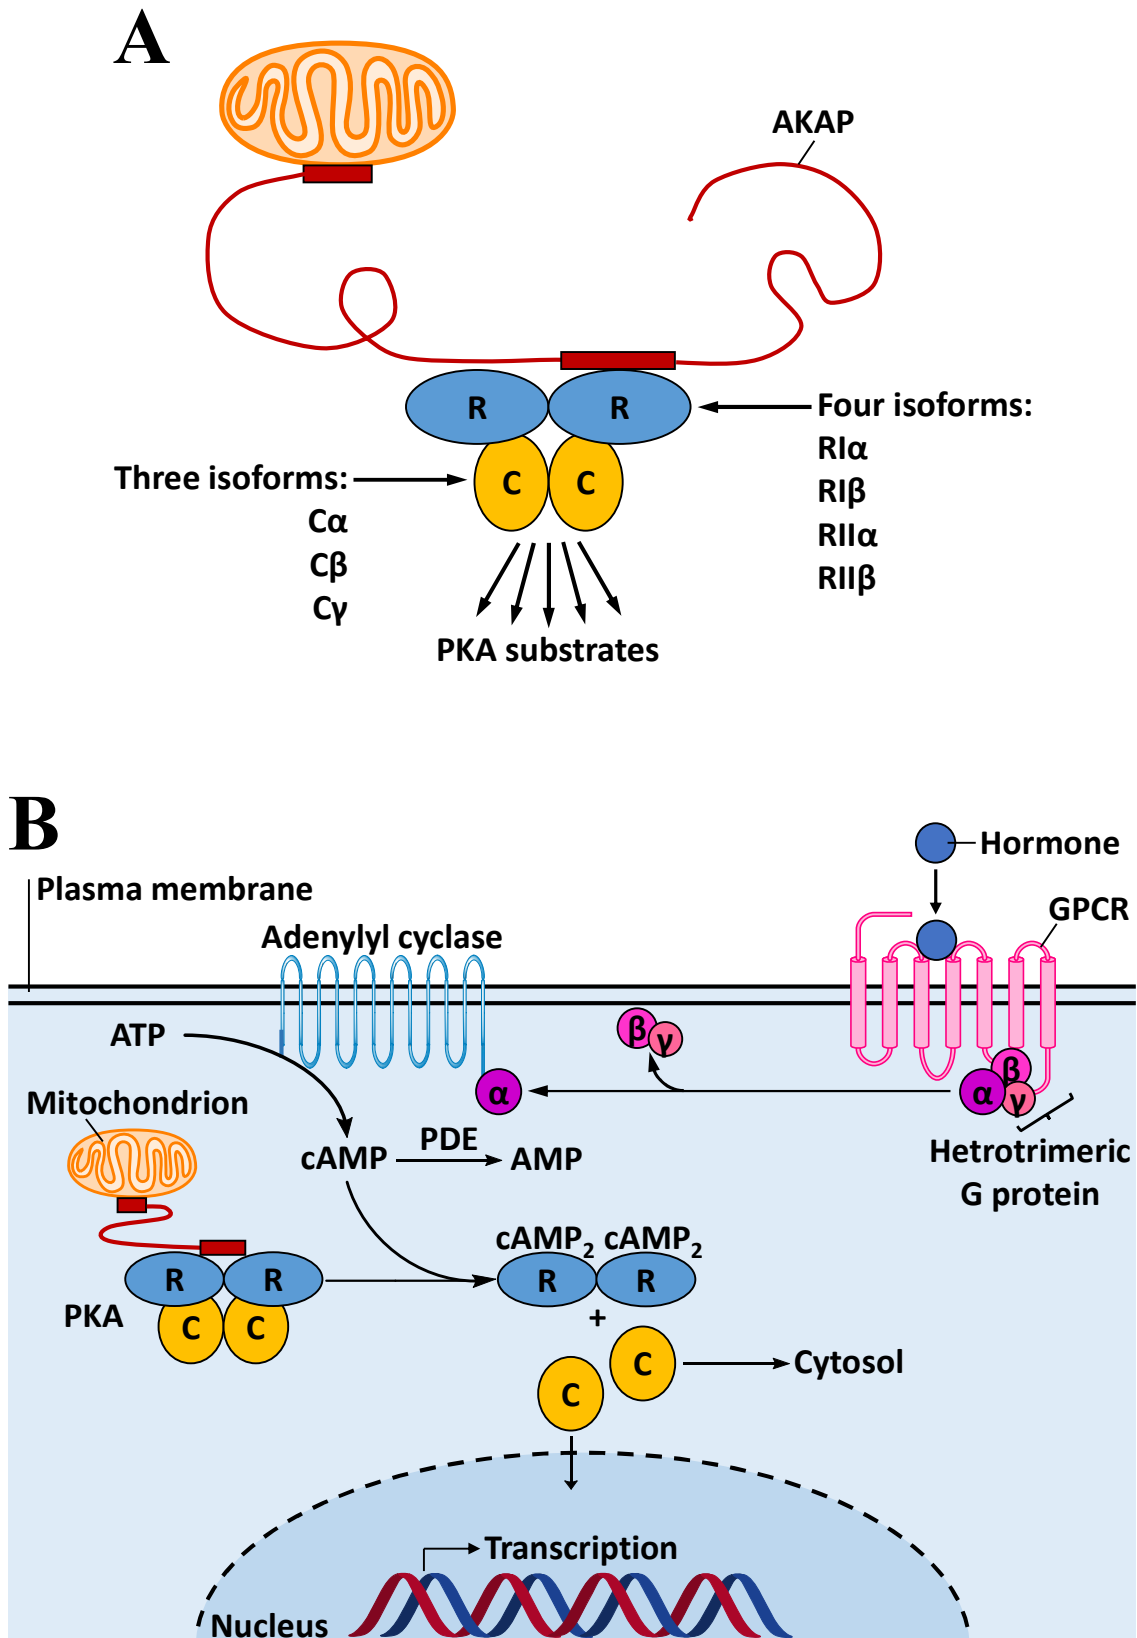 A
AKAP
R
R
Four isoforms:
RIα
RIβ
RIIα
RIIβ
Three isoforms:
Cα
Cβ
Cγ
C
C
PKA substrates
B
Hormone
Plasma membrane
GPCR
Adenylyl cyclase
ATP
β
γ
α
β
α
γ
Mitochondrion
PDE
cAMP
AMP
Hetrotrimeric
G protein
cAMP₂ cAMP₂
R
R
R
R
PKA
C
C
+
C
Cytosol
C
Transcription
Nucleus